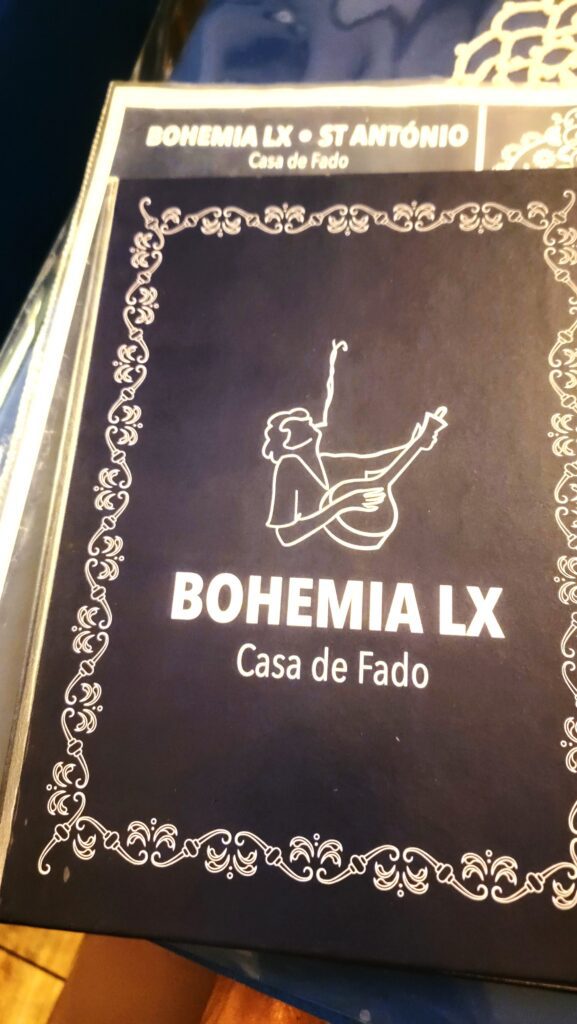 BOHEMIA LX • ST ANTÓNIO
Casa de Fado
BOHEMIA LX
Casa de Fado